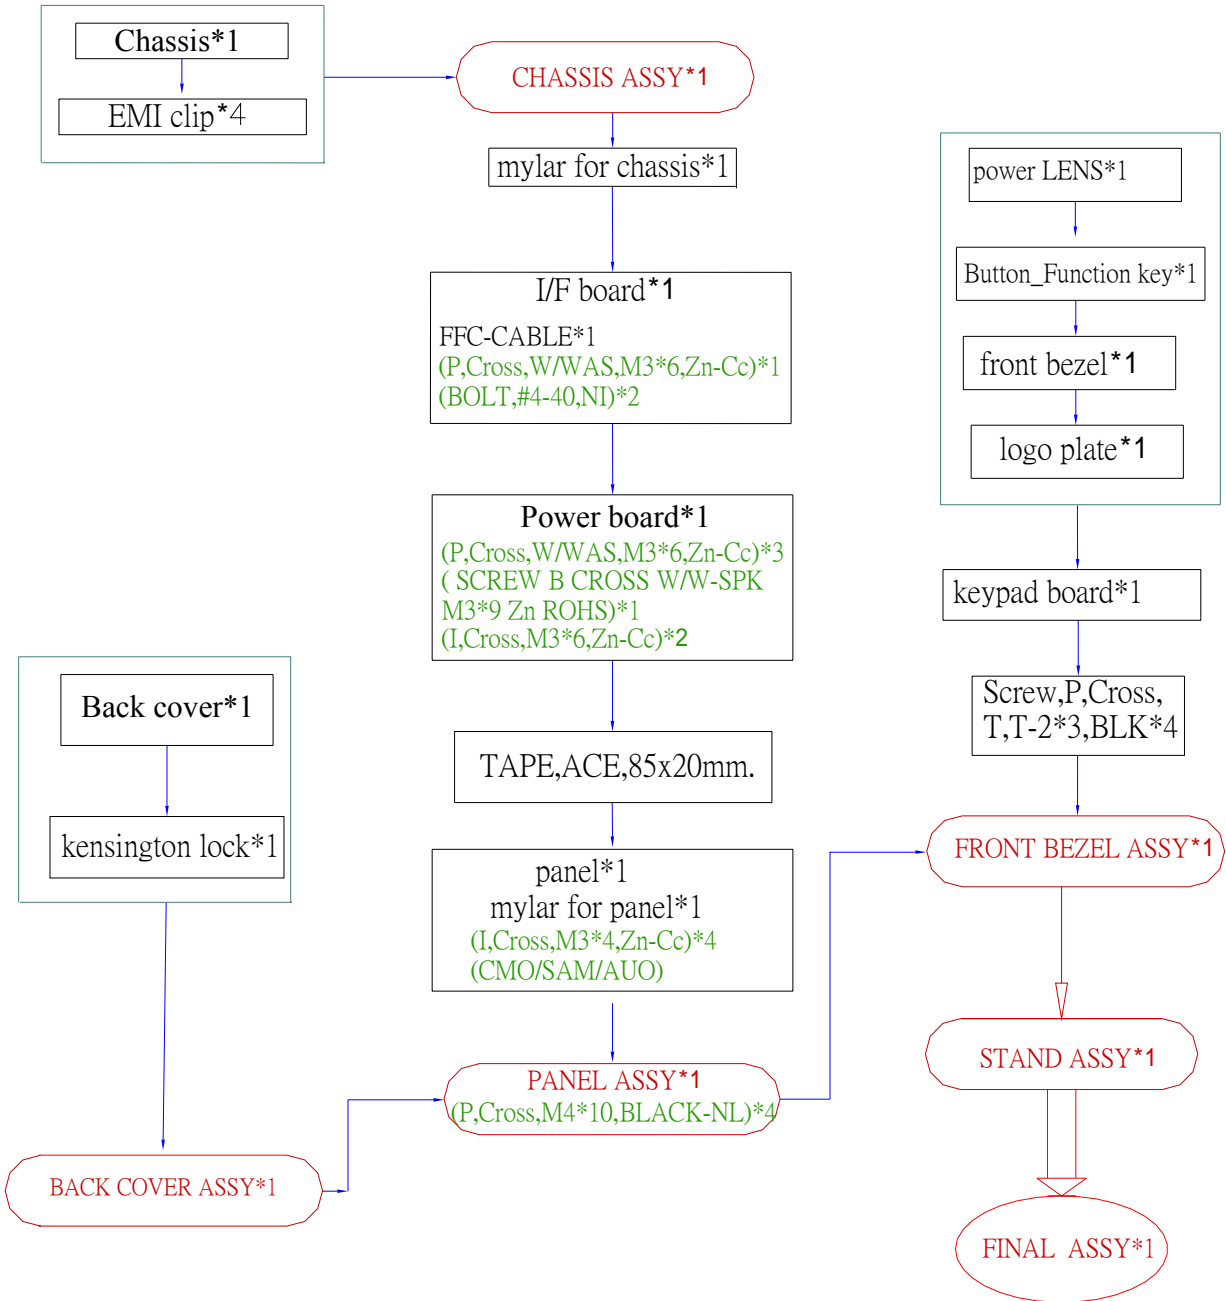 Chassis*1
EMI clip*4
CHASSIS ASSY*1
mylar for chassis*1
I/F board*1
FFC-CABLE*1
(P,Cross,W/WAS,M3*6,Zn-Cc)*1
(BOLT,#4-40,NI)*2
Power board*1
(P,Cross,W/WAS,M3*6,Zn-Cc)*3
( SCREW B CROSS W/W-SPK
M3*9 Zn ROHS)*1
(I,Cross,M3*6,Zn-Cc)*2
TAPE,ACE,85x20mm.
panel*1
mylar for panel*1
(I,Cross,M3*4,Zn-Cc)*4
(CMO/SAM/AUO)
PANEL ASSY*1
(P,Cross,M4*10,BLACK-NL)*4
Back cover*1
kensington lock*1
BACK COVER ASSY*1
power LENS*1
Button_Function key*1
front bezel*1
logo plate*1
keypad board*1
Screw,P,Cross,
T,T-2*3,BLK*4
FRONT BEZEL ASSY*1
STAND ASSY*1
FINAL ASSY*1